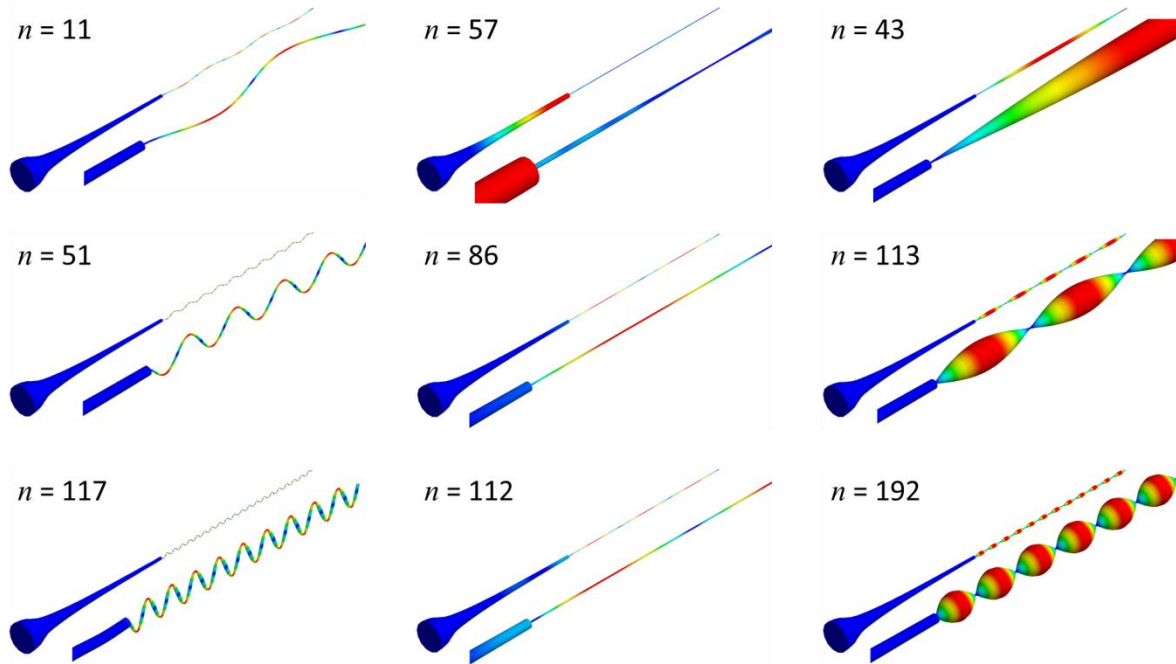 n = 11
n = 57
n = 43
n = 51
n = 86
n = 113
n = 117
n = 112
n = 192